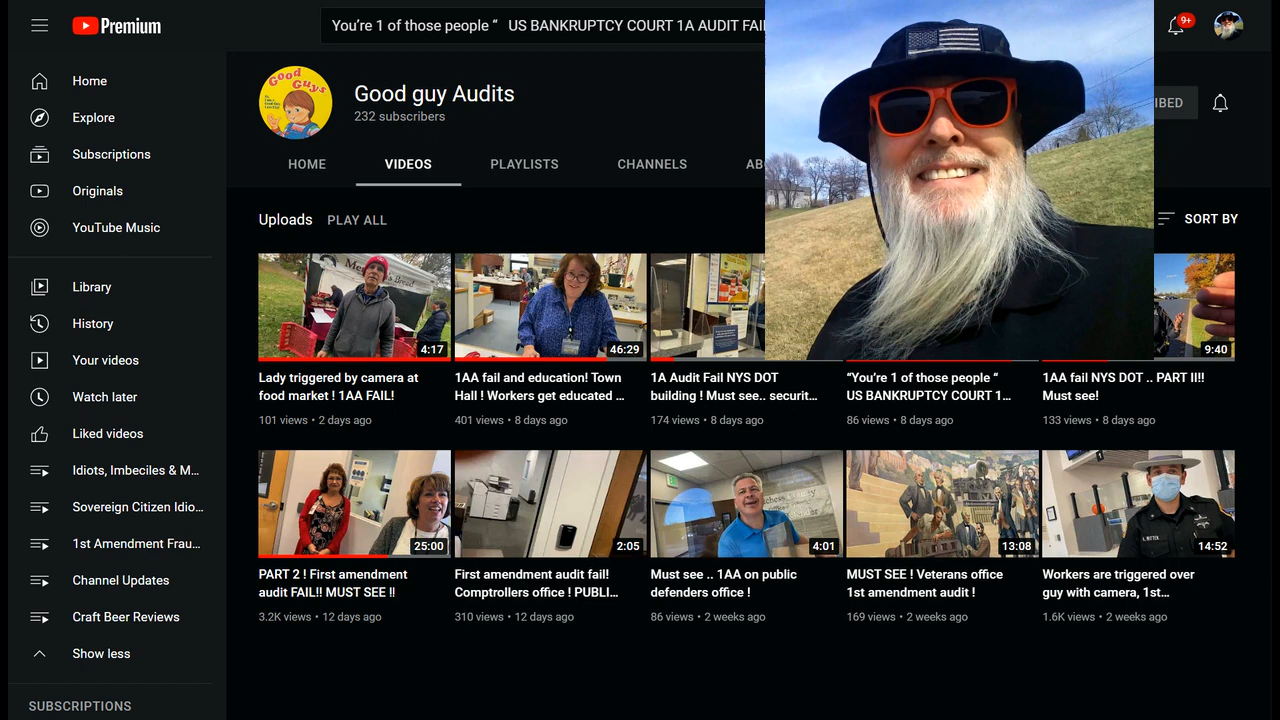 Premium
You’re 1 of those people “ US BANKRUPTCY COURT 1A AUDIT FAI
9+
Good Guys
Good guy Audits
232 subscribers
IBED
HOME
VIDEOS
PLAYLISTS
CHANNELS
AB
Uploads
PLAY ALL
SORT BY
Home
Explore
Subscriptions
Originals
YouTube Music
Library
History
Your videos
Watch later
Liked videos
Idiots, Imbeciles & M...
Sovereign Citizen Idio...
1st Amendment Frau...
Channel Updates
Craft Beer Reviews
Show less
SUBSCRIPTIONS
Bread
4:17
Lady triggered by camera at
food market ! 1AA FAIL!
101 views • 2 days ago
46:29
1AA fail and education! Town
Hall ! Workers get educated ...
401 views • 8 days ago
1A Audit Fail NYS DOT
building ! Must see.. securit...
174 views • 8 days ago
“You’re 1 of those people “
US BANKRUPTCY COURT 1...
86 views • 8 days ago
9:40
1AA fail NYS DOT .. PART II!!
Must see!
133 views • 8 days ago
25:00
PART 2 ! First amendment
audit FAIL!! MUST SEE !!
3.2K views • 12 days ago
2:05
First amendment audit fail!
Comptrollers office ! PUBLI...
310 views • 12 days ago
4:01
Must see .. 1AA on public
defenders office !
86 views • 2 weeks ago
13:08
MUST SEE ! Veterans office
1st amendment audit !
169 views • 2 weeks ago
14:52
Workers are triggered over
guy with camera, 1st...
1.6K views • 2 weeks ago